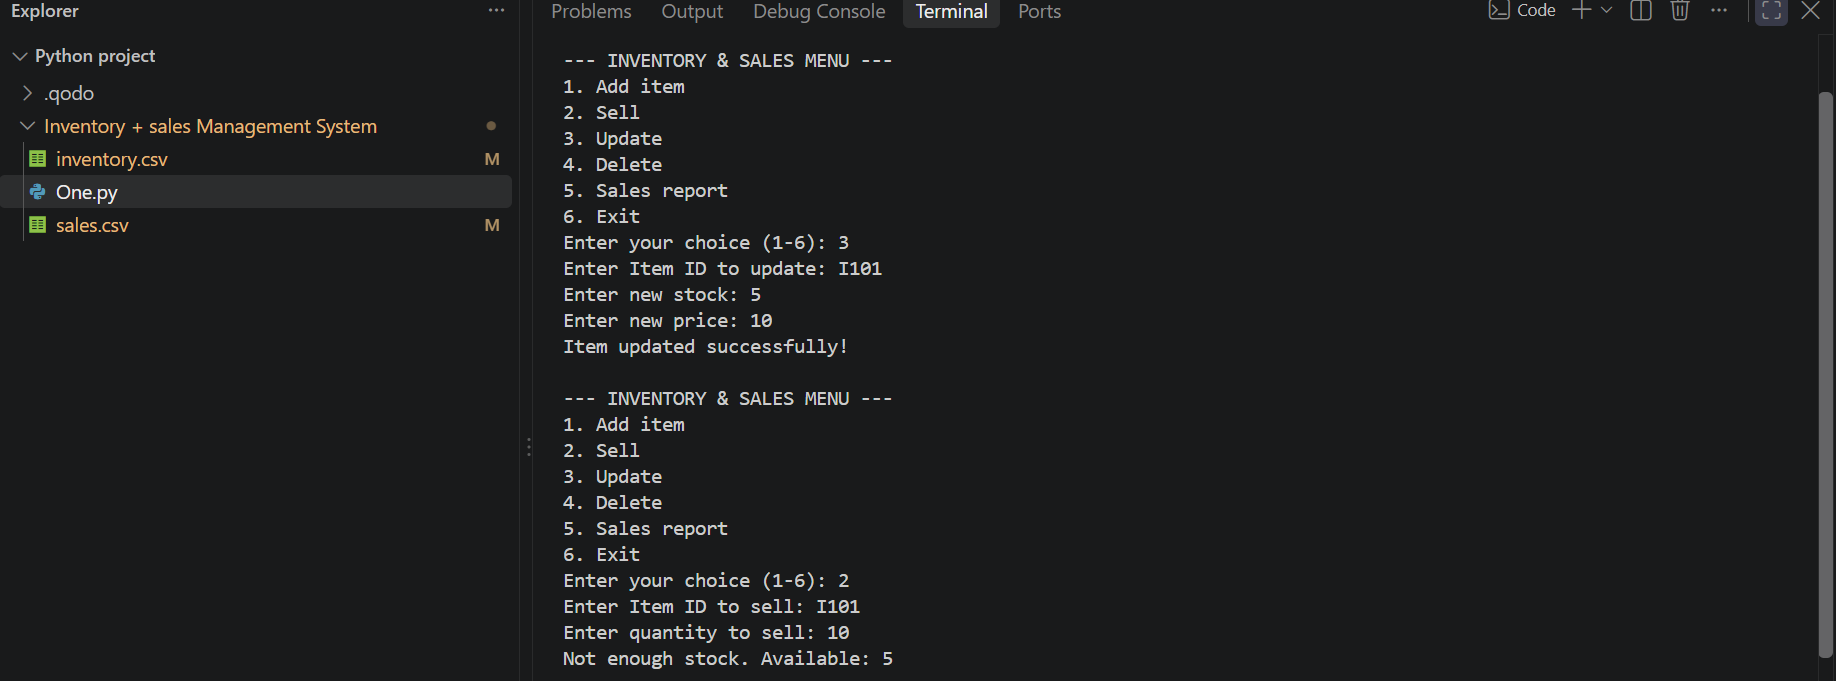 Explorer
Python project
.qodo
Inventory + sales Management System
inventory.csv M
One.py
sales.csv M
Problems Output Debug Console Terminal Ports
Code
--- INVENTORY & SALES MENU ---
1. Add item
2. Sell
3. Update
4. Delete
5. Sales report
6. Exit
Enter your choice (1-6): 3
Enter Item ID to update: I101
Enter new stock: 5
Enter new price: 10
Item updated successfully!
--- INVENTORY & SALES MENU ---
1. Add item
2. Sell
3. Update
4. Delete
5. Sales report
6. Exit
Enter your choice (1-6): 2
Enter Item ID to sell: I101
Enter quantity to sell: 10
Not enough stock. Available: 5